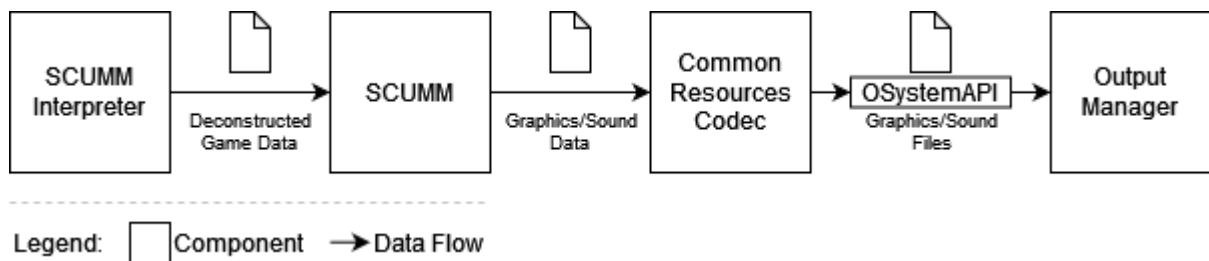 SCUMM
Interpreter
Deconstructed
Game Data
SCUMM
Graphics/Sound
Data
Common
Resources
Codec
OSystemAPI
Graphics/Sound
Files
Output
Manager
Legend:
Component
Data Flow